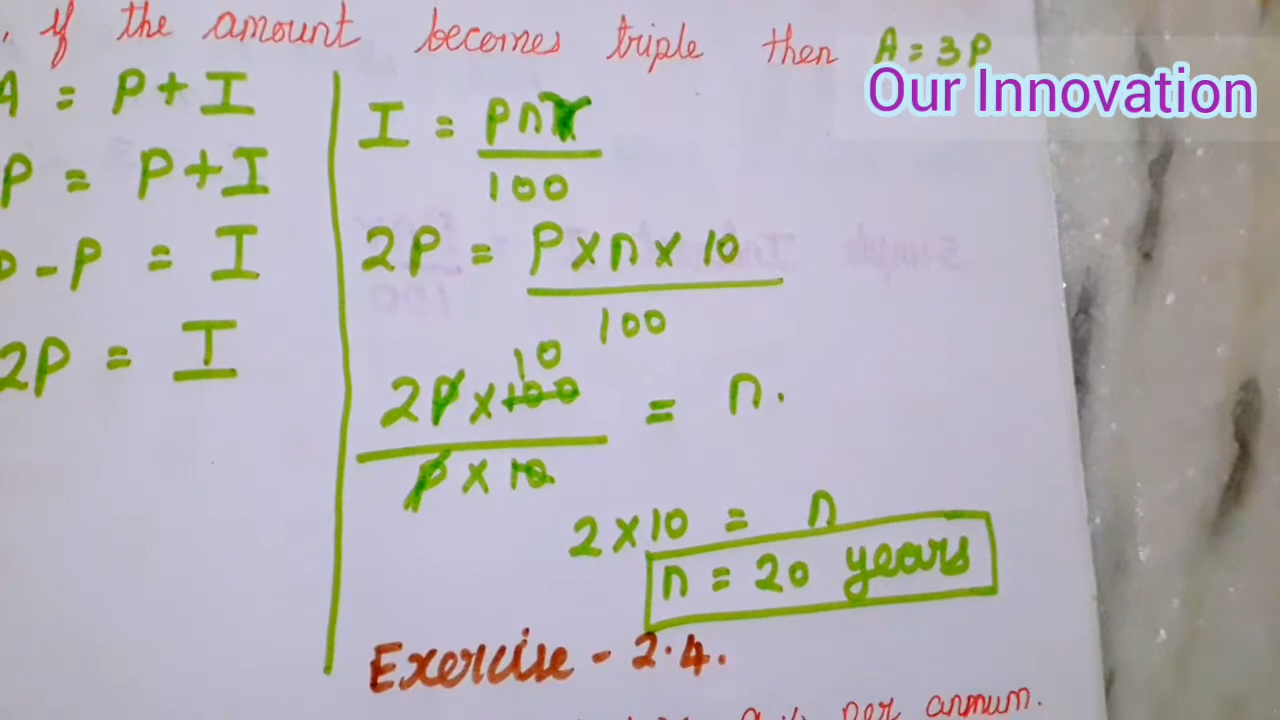 . If the amount becomes triple then A = 3P
Our Innovation
A = P + I
P = P + I
P - P = I
2P = I
I = pnr
100
2P = P x n x 10
100
10
2P x 100 = n.
P x 10
2 x 10 = n
n = 20 years
Exercise - 2.4.
per annum.